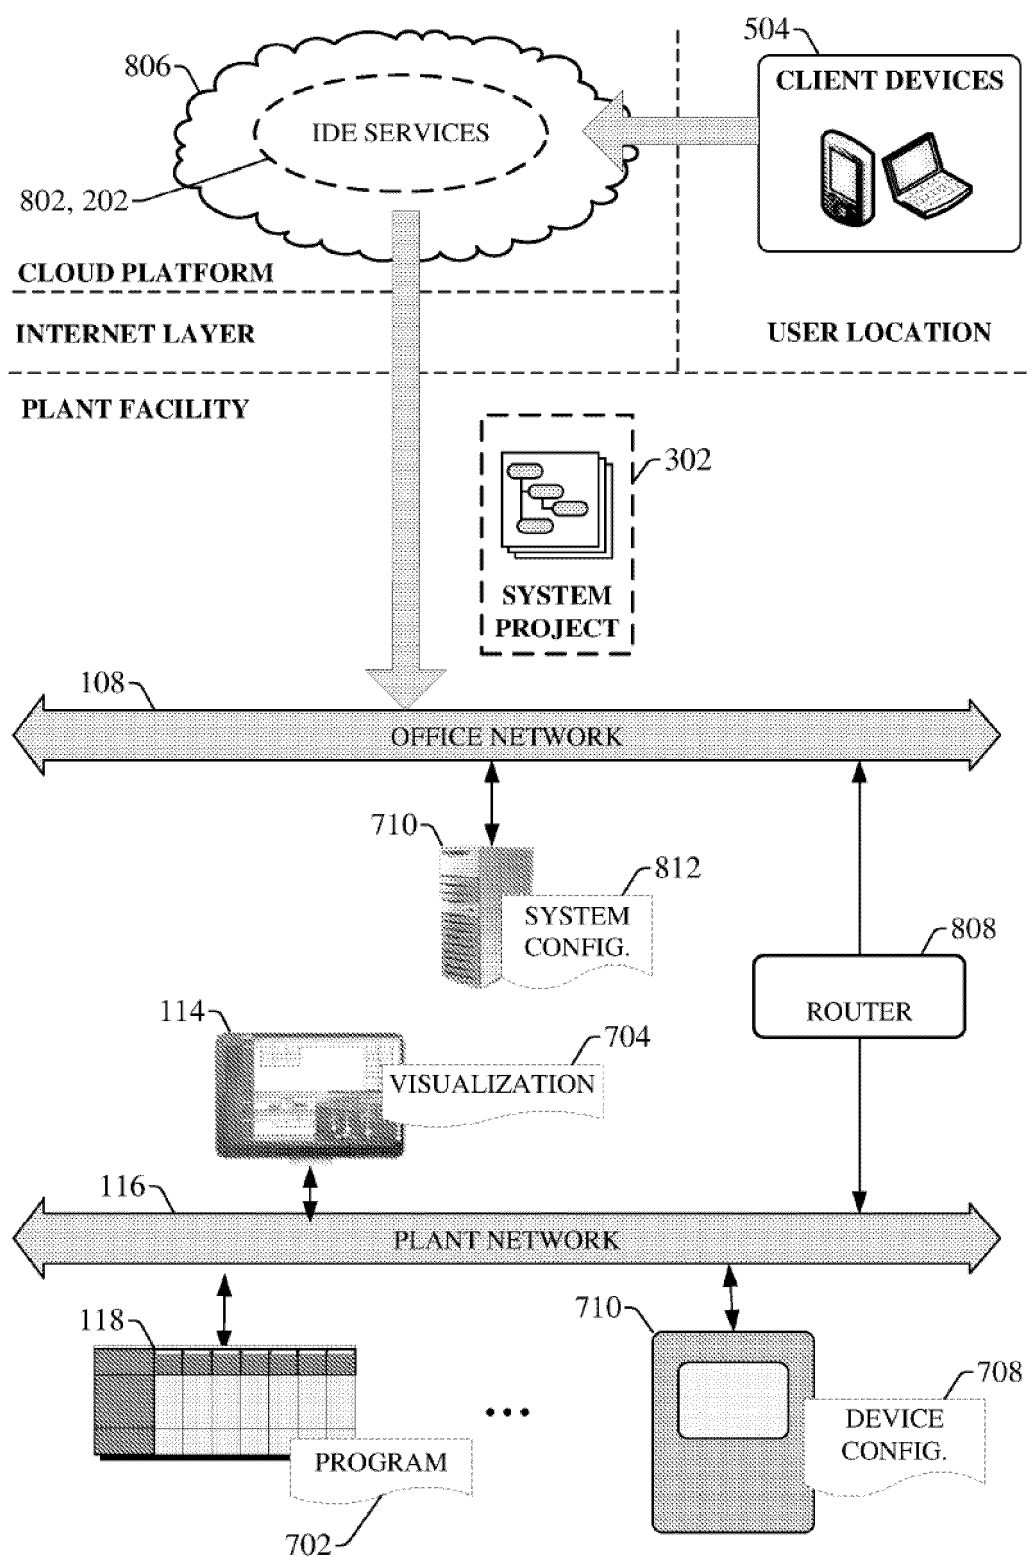 504
806
CLIENT DEVICES
IDE SERVICES
802, 202
CLOUD PLATFORM
INTERNET LAYER
USER LOCATION
PLANT FACILITY
302
SYSTEM
PROJECT
108
OFFICE NETWORK
710
812
SYSTEM
CONFIG.
808
ROUTER
114
704
VISUALIZATION
116
PLANT NETWORK
118
710
708
DEVICE
CONFIG.
PROGRAM
702